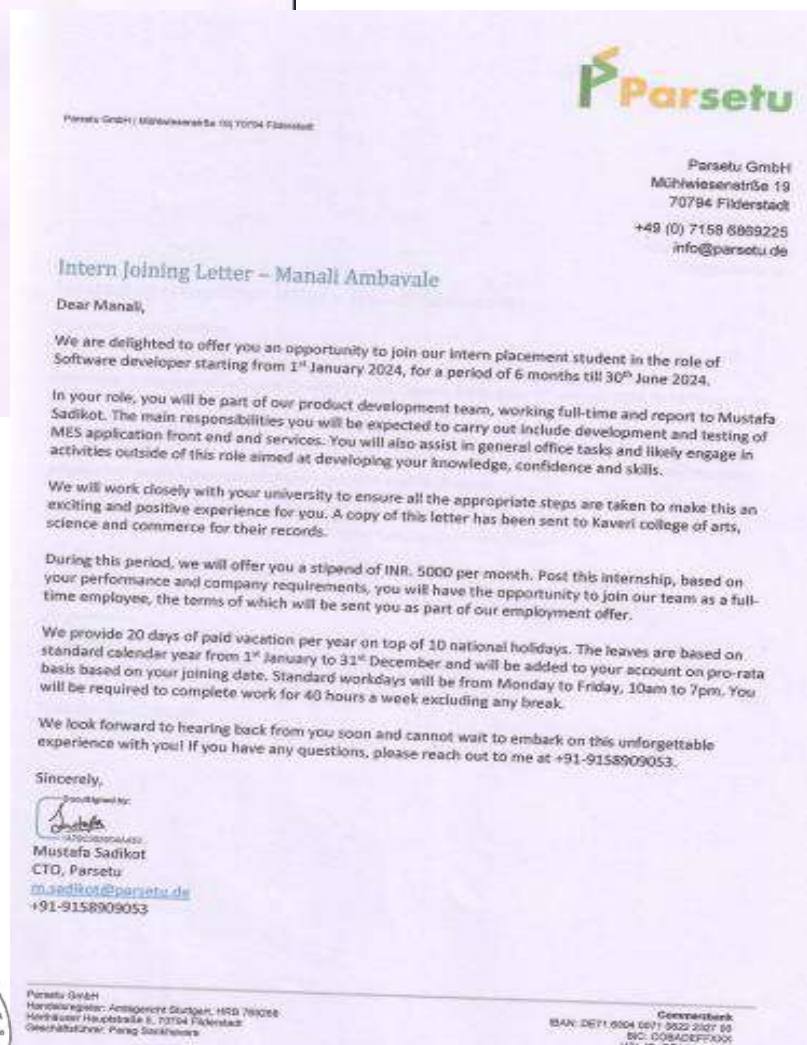 Parsetu
Parsetu GmbH
Mühlwiesenstraße 19
70794 Filderstadt
+49 (0) 7158 6869225
info@parsetu.de
Intern Joining Letter – Manali Ambavale
Dear Manali,
We are delighted to offer you an opportunity to join our intern placement student in the role of
Software developer starting from 1st January 2024, for a period of 6 months till 30th June 2024.
In your role, you will be part of our product development team, working full-time and report to Mustafa
Sadikot. The main responsibilities you will be expected to carry out include development and testing of
MES application front end and services. You will also assist in general office tasks and likely engage in
activities outside of this role aimed at developing your knowledge, confidence and skills.
We will work closely with your university to ensure all the appropriate steps are taken to make this an
exciting and positive experience for you. A copy of this letter has been sent to Kaveri college of arts,
science and commerce for their records.
During this period, we will offer you a stipend of INR. 5000 per month. Post this internship, based on
your performance and company requirements, you will have the opportunity to join our team as a full-
time employee, the terms of which will be sent you as part of our employment offer.
We provide 20 days of paid vacation per year on top of 10 national holidays. The leaves are based on
standard calendar year from 1st January to 31st December and will be added to your account on pro-rata
basis based on your joining date. Standard workdays will be from Monday to Friday, 10am to 7pm. You
will be required to complete work for 40 hours a week excluding any break.
We look forward to hearing back from you soon and cannot wait to embark on this unforgettable
experience with you! If you have any questions, please reach out to me at +91-9158909053.
Sincerely,
DocuSigned by:
Mustafa Sadikot
CTO, Parsetu
m.sadikot@parsetu.de
+91-9158909053
Parsetu GmbH
Handelsregister: Amtsgericht Stuttgart, HRB
70794 Filderstadt
Geschäftsführer: Parag
Commerzbank